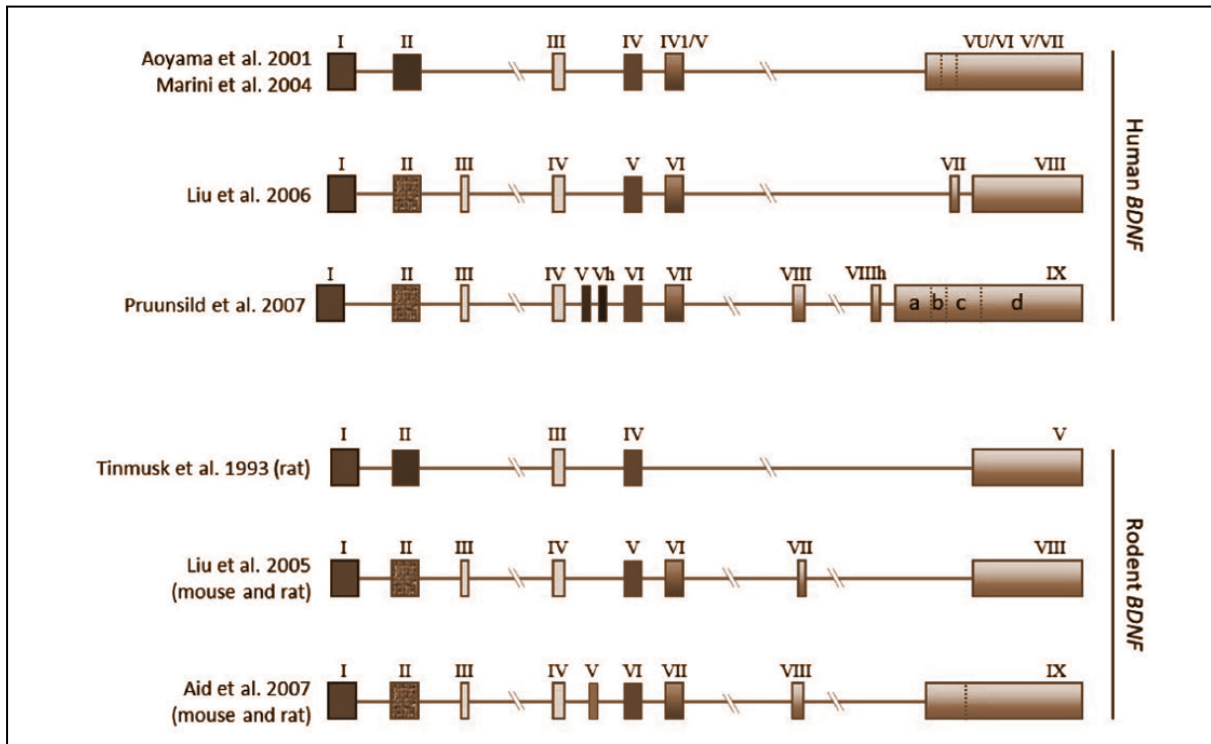 I II III IV IV1/V VU/VI V/VII
Aoyama et al. 2001
Marini et al. 2004
I II III IV V VI VII VIII
Liu et al. 2006
I II III IV V Vh VI VII VIII VIIIh IX
Pruunsild et al. 2007
a b c d
Human BDNF
I II III IV V
Tinmusk et al. 1993 (rat)
I II III IV V VI VII VIII
Liu et al. 2005
(mouse and rat)
I II III IV V VI VII VIII IX
Aid et al. 2007
(mouse and rat)
Rodent BDNF